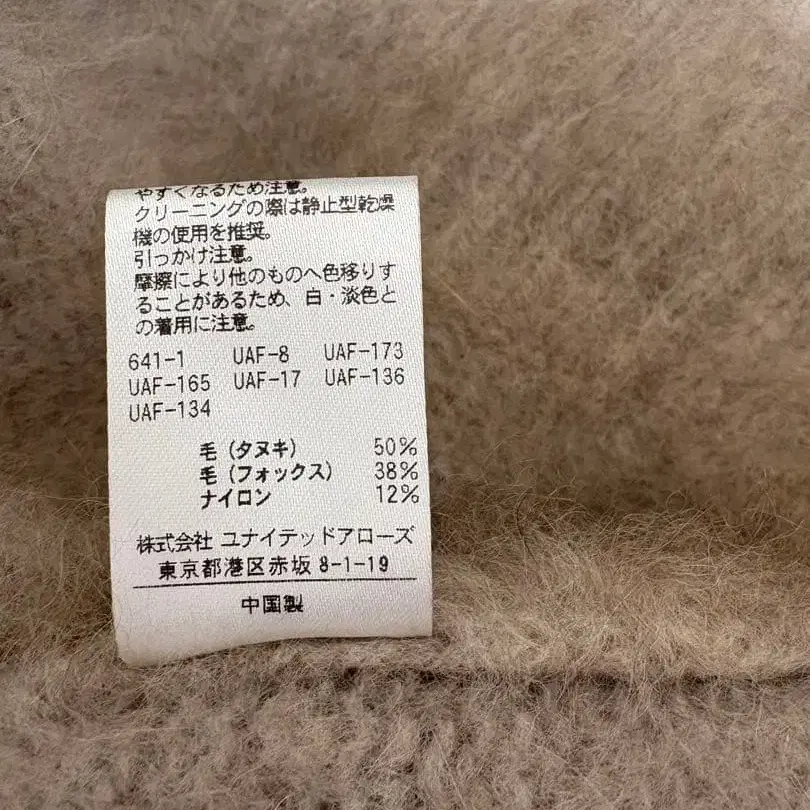 やすくなるため注意。
クリーニングの際は静止型乾燥
機の使用を推奨。
引っかけ注意。
摩擦により他のものへ色移りす
ることがあるため、白・淡色と
の着用に注意。
641-1 UAF-8 UAF-173
UAF-165 UAF-17 UAF-136
UAF-134
毛(タヌキ) 50%
毛(フォックス) 38%
ナイロン 12%
株式会社 ユナイテッドアローズ
東京都港区赤坂 8-1-19
中国製